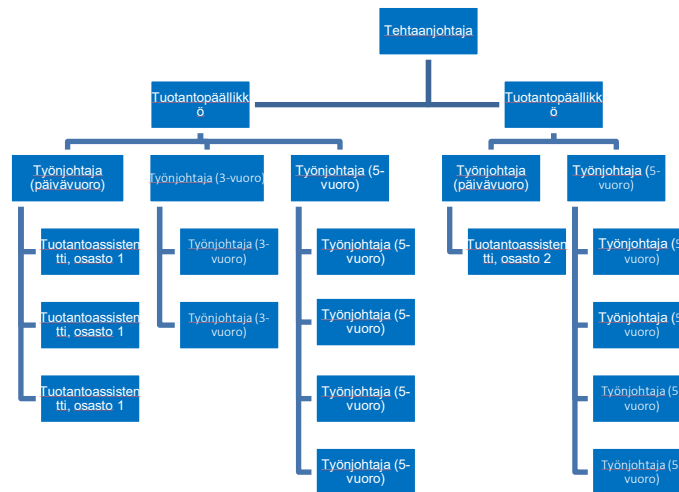 Tehtaanjohtaja
Tuotantopäällikk
ö
Tuotantopäällikk
ö
Työnjohtaja
(päivävuoro)
Työnjohtaja (3-vuoro)
Työnjohtaja (5-
vuoro)
Työnjohtaja
(päivävuoro)
Työnjohtaja (5-
vuoro)
Tuotantoassisten
tti, osasto 1
Työnjohtaja (3-
vuoro)
Työnjohtaja (5-
vuoro)
Tuotantoassisten
tti, osasto 2
Työnjohtaja (5
vuoro)
Tuotantoassisten
tti, osasto 1
Työnjohtaja (3-
vuoro)
Työnjohtaja (5-
vuoro)
Työnjohtaja (5
vuoro)
Tuotantoassisten
tti, osasto 1
Työnjohtaja (5-
vuoro)
Työnjohtaja (5
vuoro)
Työnjohtaja (5-
vuoro)
Työnjohtaja (5
vuoro)